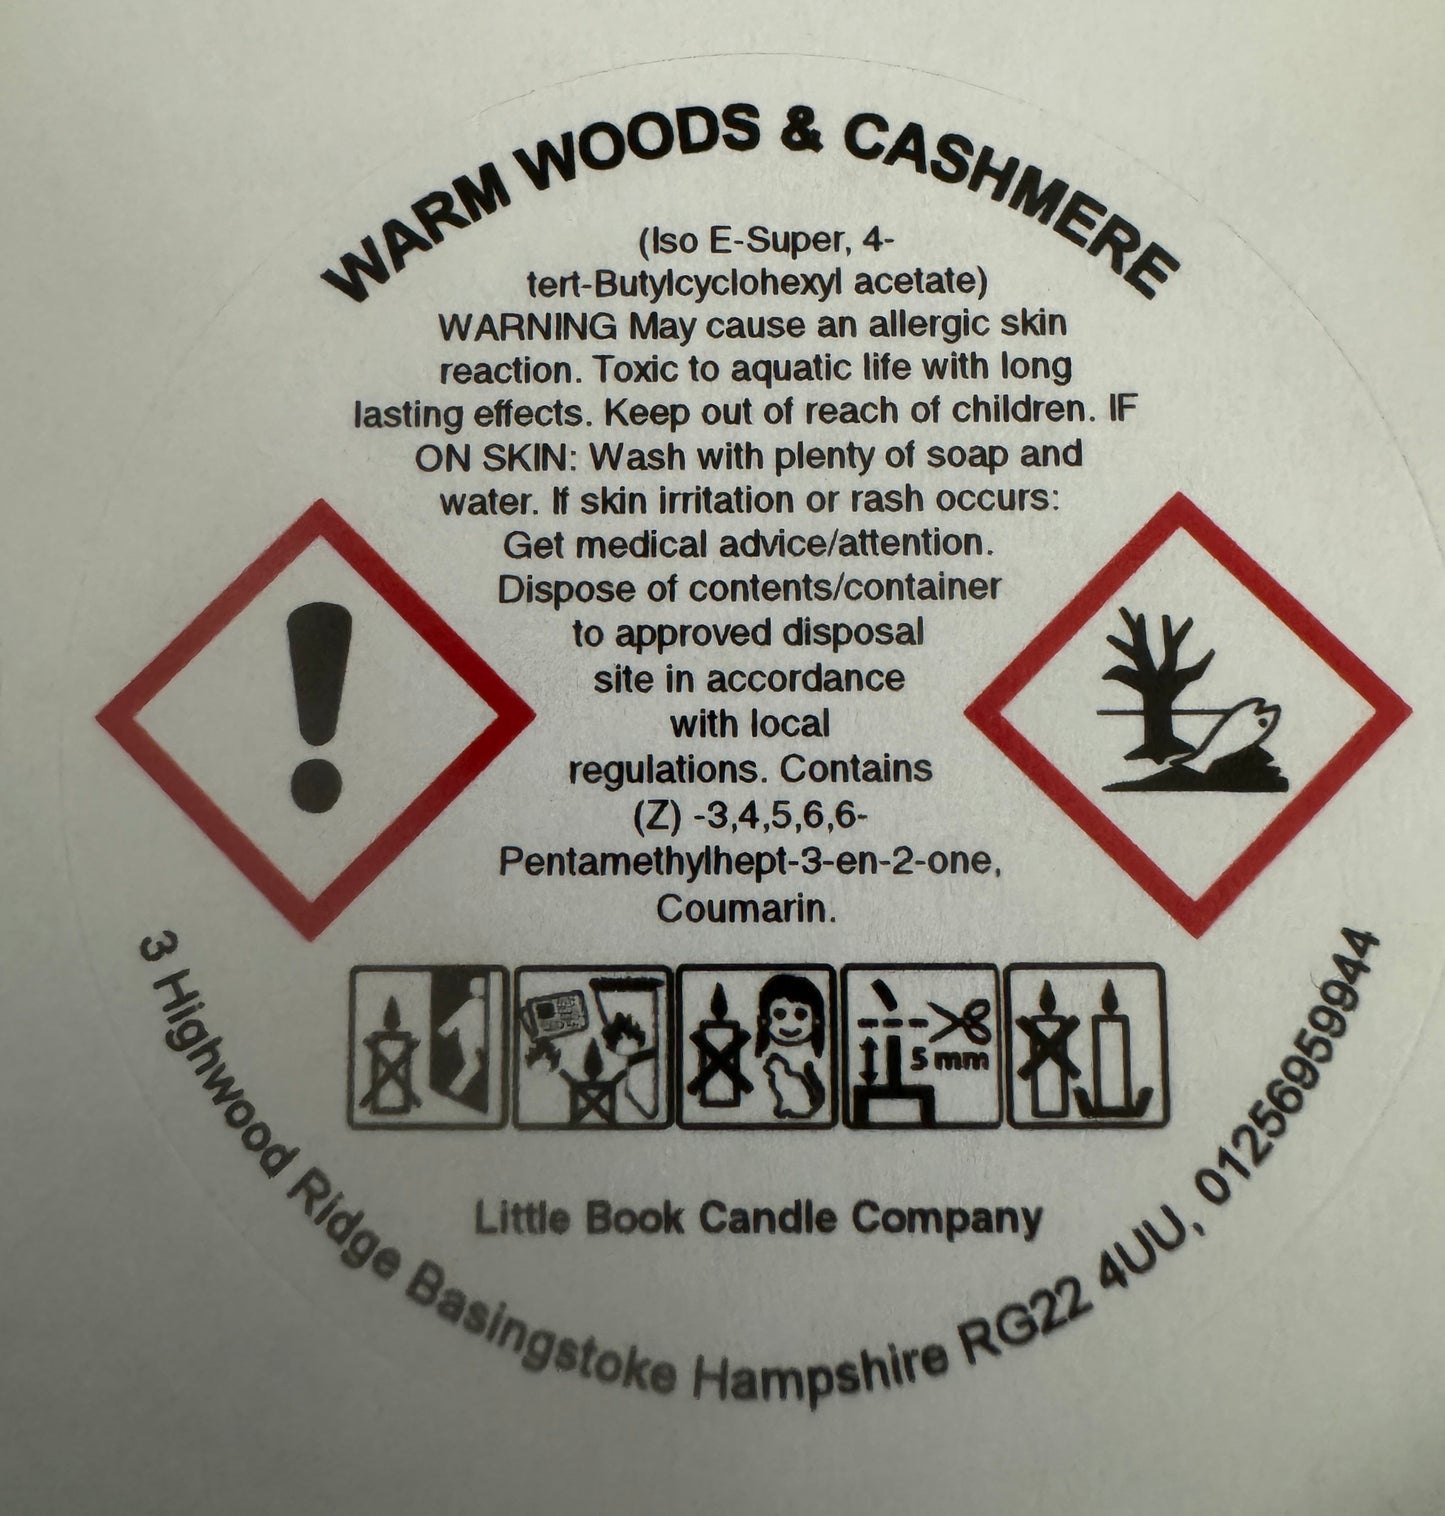 WARM WOODS & CASHMERE
(Iso E-Super, 4-
tert-Butylcyclohexyl acetate)
WARNING May cause an allergic skin
reaction. Toxic to aquatic life with long
lasting effects. Keep out of reach of children. IF
ON SKIN: Wash with plenty of soap and
water. If skin irritation or rash occurs:
Get medical advice/attention.
Dispose of contents/container
to approved disposal
site in accordance
with local
regulations. Contains
(Z) -3,4,5,6,6-
Pentamethylhept-3-en-2-one,
Coumarin.
5 mm
Little Book Candle Company
3 Highwood Ridge Basingstoke Hampshire RG22 4UU, 01256959944